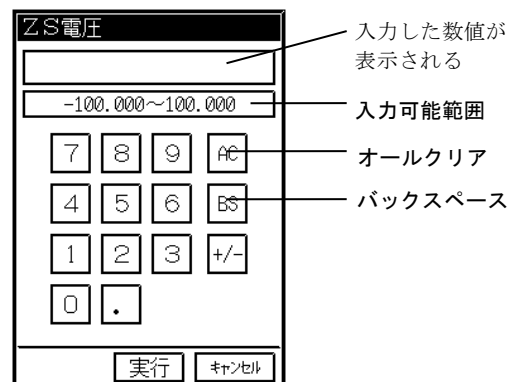 ZS電圧
入力した数値が
表示される
-100.000～100.000
入力可能範囲
7 8 9 AC
オールクリア
4 5 6 BS
バックスペース
1 2 3 +/-
0 .
実行 ｷｬﾝｾﾙ